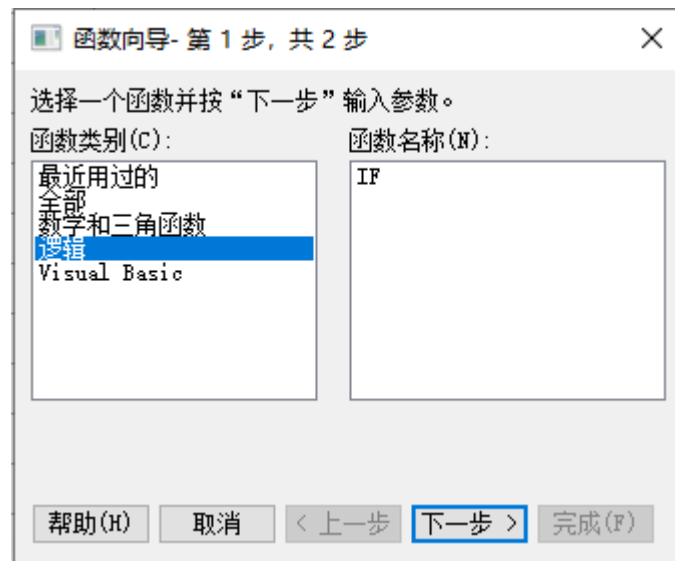 函数向导- 第 1 步, 共 2 步
选择一个函数并按“下一步”输入参数。
函数类别(C):
函数名称(N):
最近用过的
全部
数学和三角函数
逻辑
Visual Basic
IF
帮助(H)
取消
< 上一步
下一步 >
完成(F)